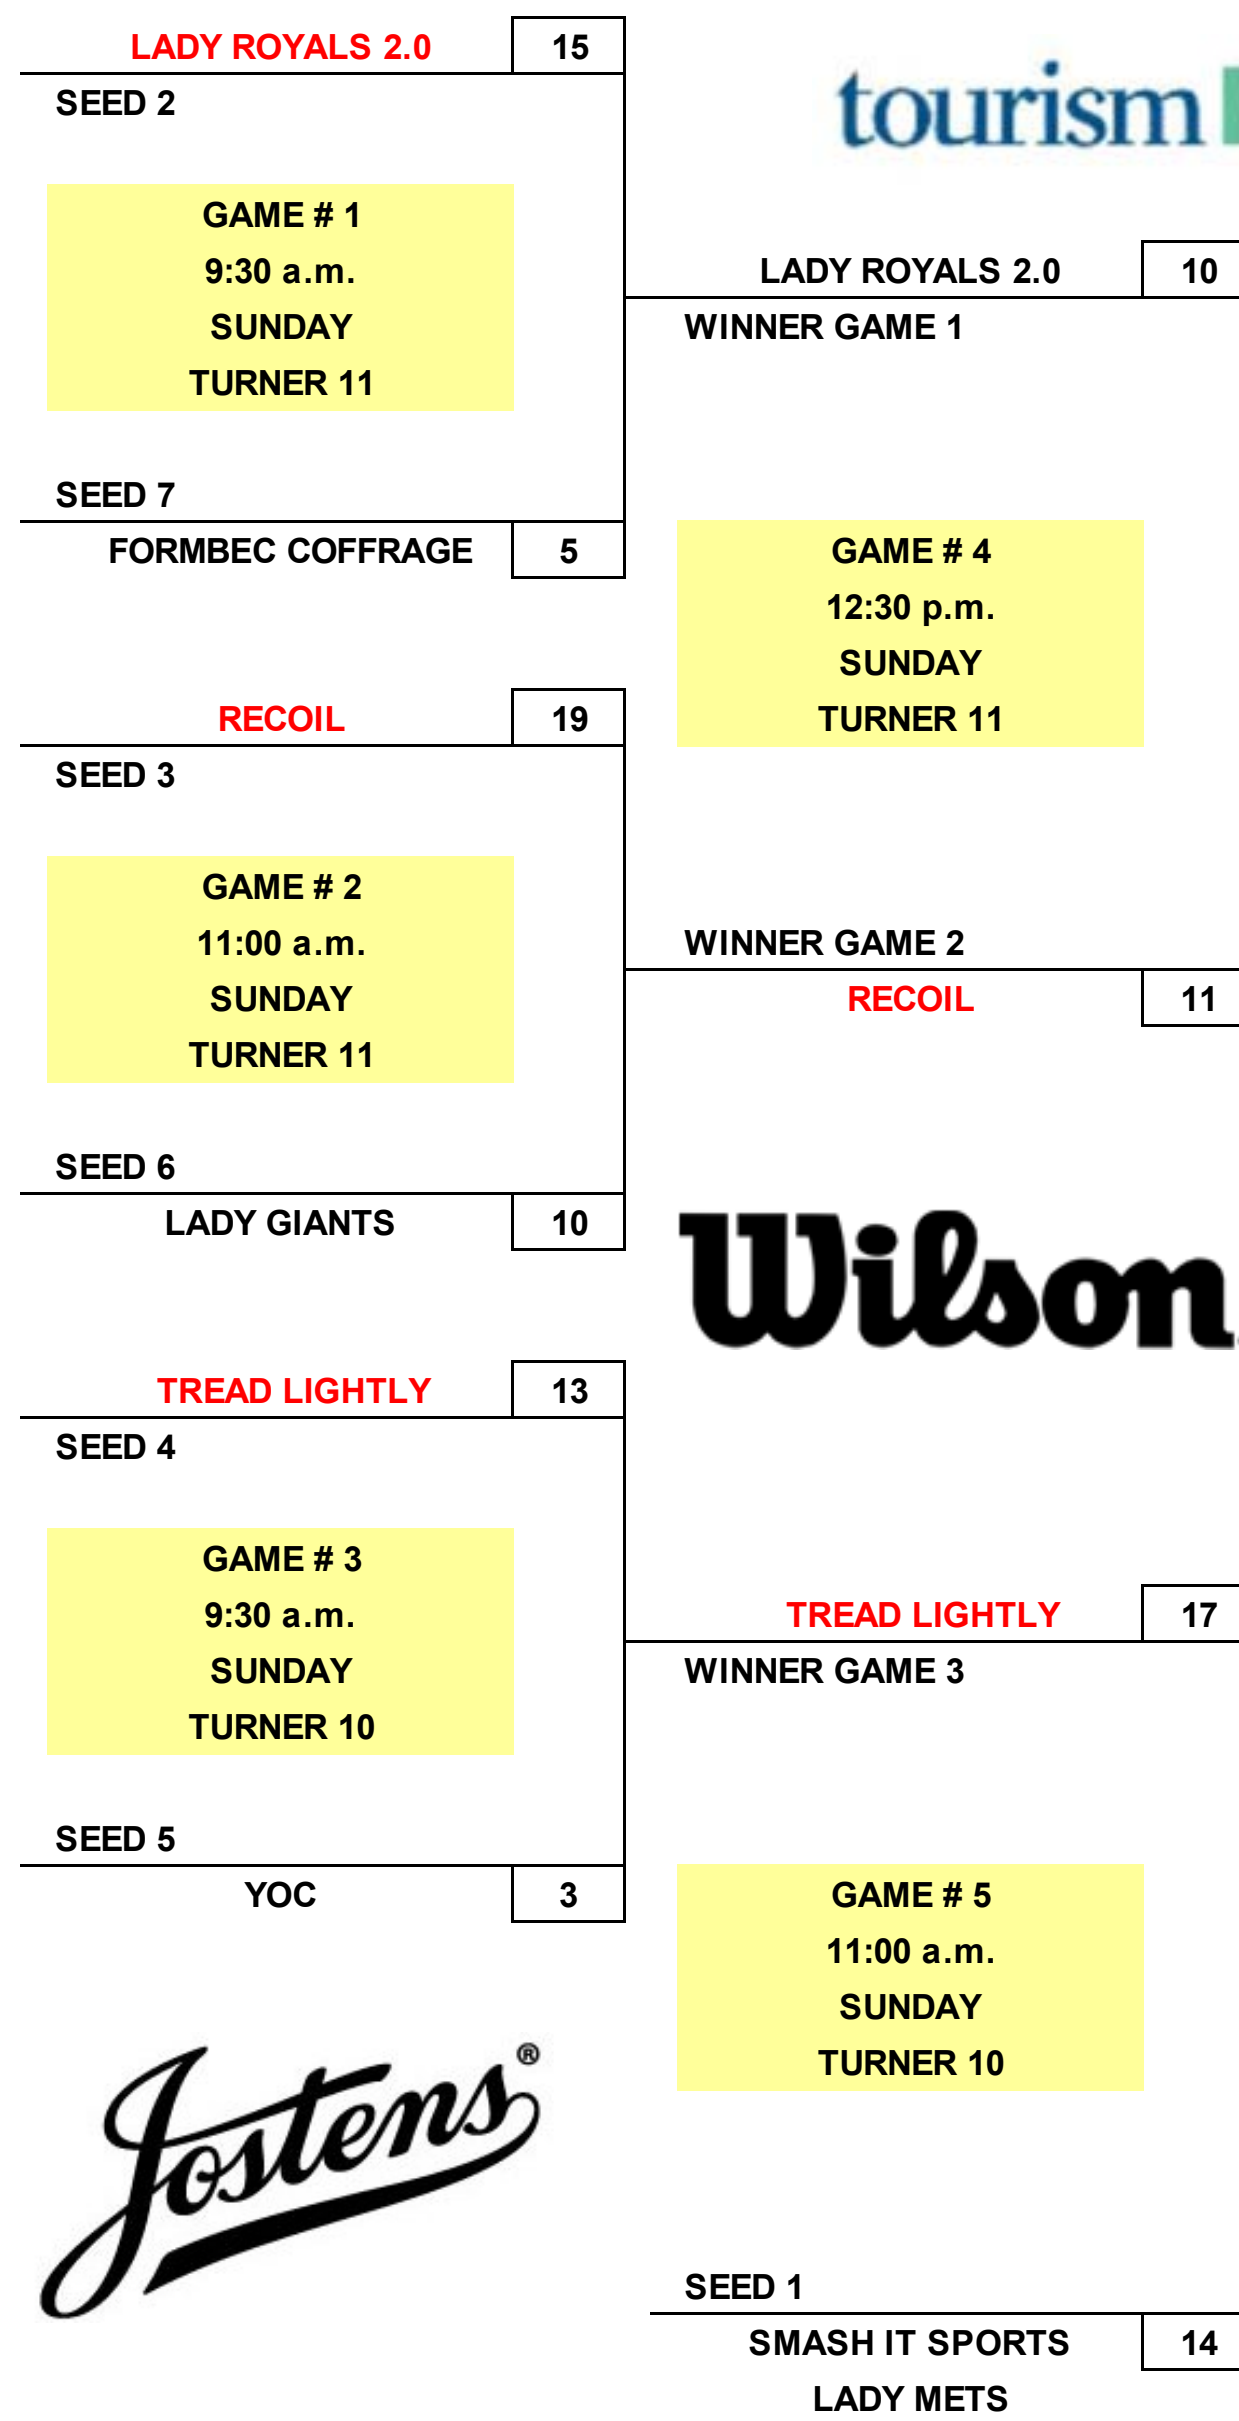 LADY ROYALS 2.0 15
SEED 2
GAME # 1
9:30 a.m.
SUNDAY
TURNER 11
SEED 7
FORMBEC COFFRAGE 5
RECOIL 19
SEED 3
GAME # 2
11:00 a.m.
SUNDAY
TURNER 11
SEED 6
LADY GIANTS 10
TREAD LIGHTLY 13
SEED 4
GAME # 3
9:30 a.m.
SUNDAY
TURNER 10
SEED 5
YOC 3
Jostens®
tourism
LADY ROYALS 2.0 10
WINNER GAME 1
GAME # 4
12:30 p.m.
SUNDAY
TURNER 11
WINNER GAME 2
RECOIL 11
Wilson
TREAD LIGHTLY 17
WINNER GAME 3
GAME # 5
11:00 a.m.
SUNDAY
TURNER 10
SEED 1
SMASH IT SPORTS 14
LADY METS